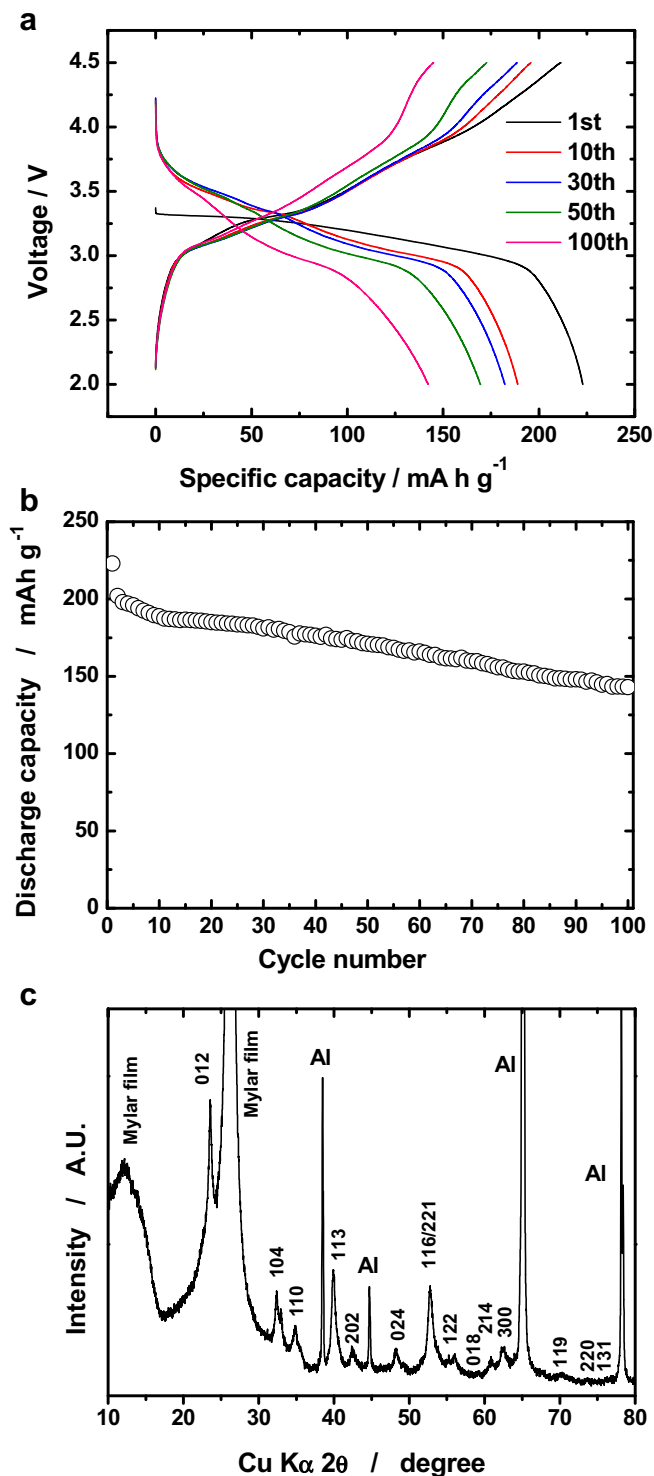 a
4.5
4.0
3.5
3.0
2.5
2.0
Voltage / V
1st
10th
30th
50th
100th
0 50 100 150 200 250
Specific capacity / mA h g⁻¹
b
250
200
150
100
50
0
Discharge capacity / mAh g⁻¹
0 10 20 30 40 50 60 70 80 90 100
Cycle number
c
Intensity / A.U.
Mylar film
012
Mylar film
104
110
Al
113
202
Al
024
116/221
122
018
214
300
Al
119
220
131
Al
10 20 30 40 50 60 70 80
Cu Kα 2θ / degree